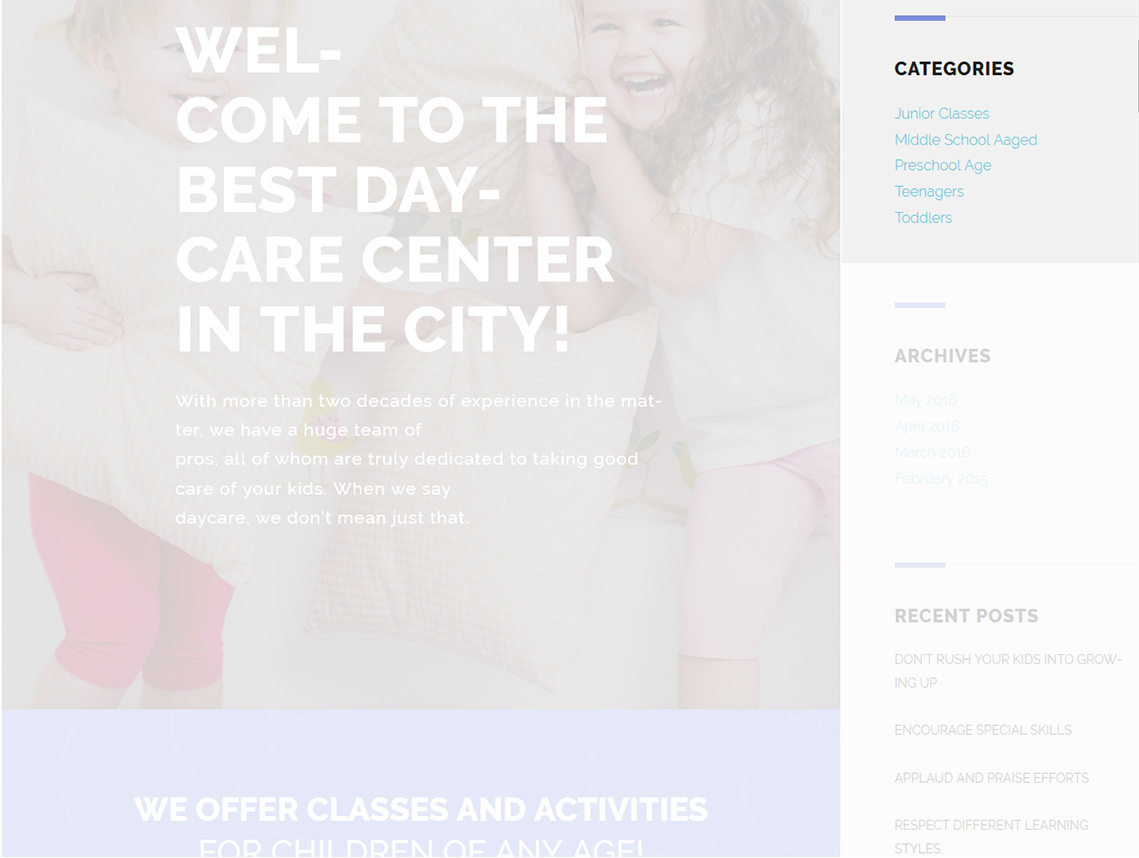 WEL-
COME TO THE
BEST DAY-
CARE CENTER
IN THE CITY!
With more than two decades of experience in the mat-
ter, we have a huge team of
pros, all of whom are truly dedicated to taking good
care of your kids. When we say
daycare, we don't mean just that.
WE OFFER CLASSES AND ACTIVITIES
FOR CHILDREN OF ANY AGE!
CATEGORIES
Junior Classes
Middle School Aaged
Preschool Age
Teenagers
Toddlers
ARCHIVES
May 2016
April 2016
March 2016
February 2015
RECENT POSTS
DON'T RUSH YOUR KIDS INTO GROW-
ING UP
ENCOURAGE SPECIAL SKILLS
APPLAUD AND PRAISE EFFORTS
RESPECT DIFFERENT LEARNING
STYLES